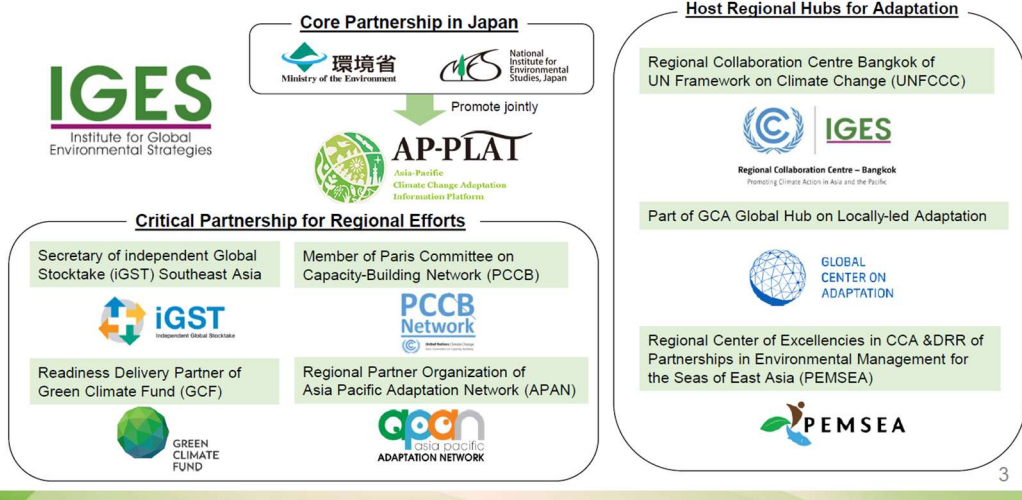 IGES
Institute for Global
Environmental Strategies
Core Partnership in Japan
環境省
Ministry of the Environment
NIES
National
Institute for
Environmental
Studies, Japan
Promote jointly
AP-PLAT
Asia-Pacific
Climate Change Adaptation
Information Platform
Critical Partnership for Regional Efforts
Secretary of independent Global
Stocktake (iGST) Southeast Asia
iGST
Independent Global Stocktake
Member of Paris Committee on
Capacity-Building Network (PCCB)
PCCB
Network
United Nations Climate Change
Readiness Delivery Partner of
Green Climate Fund (GCF)
GREEN
CLIMATE
FUND
Regional Partner Organization of
Asia Pacific Adaptation Network (APAN)
apan
asia pacific
ADAPTATION NETWORK
Host Regional Hubs for Adaptation
Regional Collaboration Centre Bangkok of
UN Framework on Climate Change (UNFCCC)
IGES
Regional Collaboration Centre – Bangkok
Promoting Climate Action in Asia and the Pacific
Part of GCA Global Hub on Locally-led Adaptation
GLOBAL
CENTER ON
ADAPTATION
Regional Center of Excellencies in CCA &DRR of
Partnerships in Environmental Management for
the Seas of East Asia (PEMSEA)
PEMSEA
3